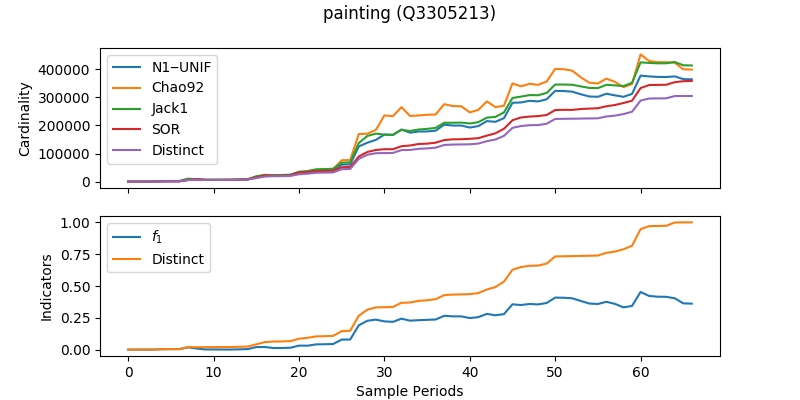 painting (Q3305213)
400000
300000
200000
100000
0
Cardinality
N1−UNIF
Chao92
Jack1
SOR
Distinct
1.00
0.75
0.50
0.25
0.00
Indicators
f1
Distinct
0 10 20 30 40 50 60
Sample Periods